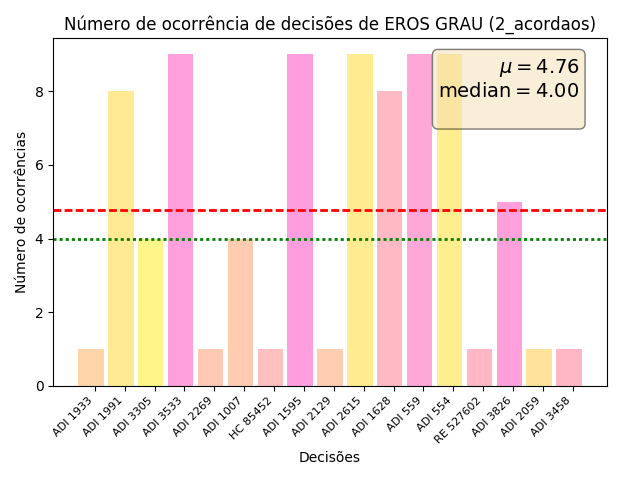 Número de ocorrência de decisões de EROS GRAU (2_acordaos)
μ = 4.76
median = 4.00
Número de ocorrências
8
6
4
2
0
ADI 1933
ADI 1991
ADI 3305
ADI 3533
ADI 2269
ADI 1007
HC 85452
ADI 1595
ADI 2129
ADI 2615
ADI 1628
ADI 559
ADI 554
RE 527602
ADI 3826
ADI 2059
ADI 3458
Decisões